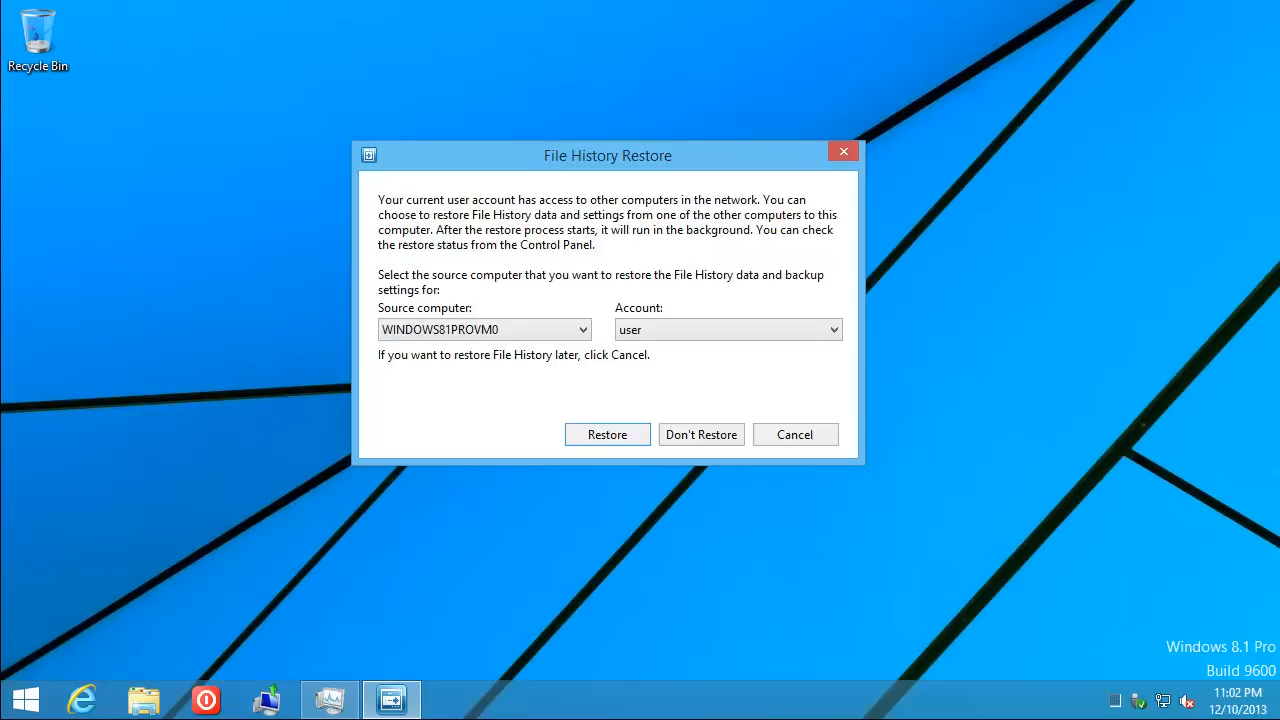 Recycle Bin
File History Restore
Your current user account has access to other computers in the network. You can
choose to restore File History data and settings from one of the other computers to this
computer. After the restore process starts, it will run in the background. You can check
the restore status from the Control Panel.
Select the source computer that you want to restore the File History data and backup
settings for:
Source computer: Account:
WINDOWS81PROVM0 user
If you want to restore File History later, click Cancel.
Restore Don't Restore Cancel
Windows 8.1 Pro
Build 9600
11:02 PM
12/10/2013